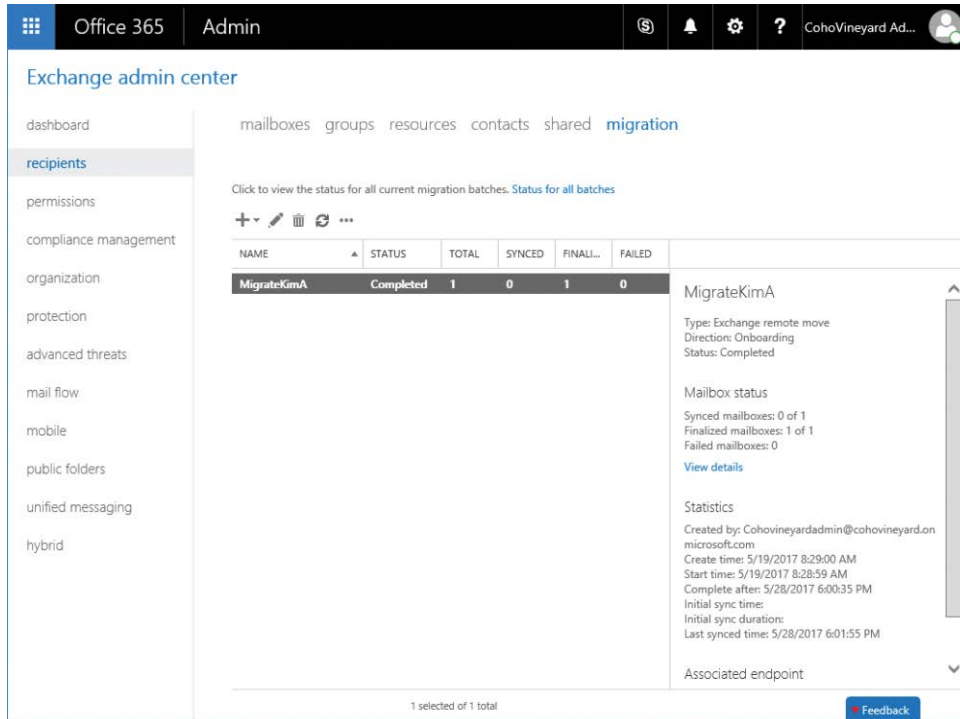 Office 365 Admin ? CohoVineyard Ad...
Exchange admin center
dashboard
recipients
permissions
compliance management
organization
protection
advanced threats
mail flow
mobile
public folders
unified messaging
hybrid
mailboxes groups resources contacts shared migration
Click to view the status for all current migration batches. Status for all batches
NAME STATUS TOTAL SYNCED FINALI... FAILED
MigrateKimA Completed 1 0 1 0
MigrateKimA
Type: Exchange remote move
Direction: Onboarding
Status: Completed
Mailbox status
Synced mailboxes: 0 of 1
Finalized mailboxes: 1 of 1
Failed mailboxes: 0
View details
Statistics
Created by: Cohovineyardadmin@cohovineyard.on
microsoft.com
Create time: 5/19/2017 8:29:00 AM
Start time: 5/19/2017 8:28:59 AM
Complete after: 5/28/2017 6:00:35 PM
Initial sync time:
Initial sync duration:
Last synced time: 5/28/2017 6:01:55 PM
Associated endpoint
1 selected of 1 total
Feedback